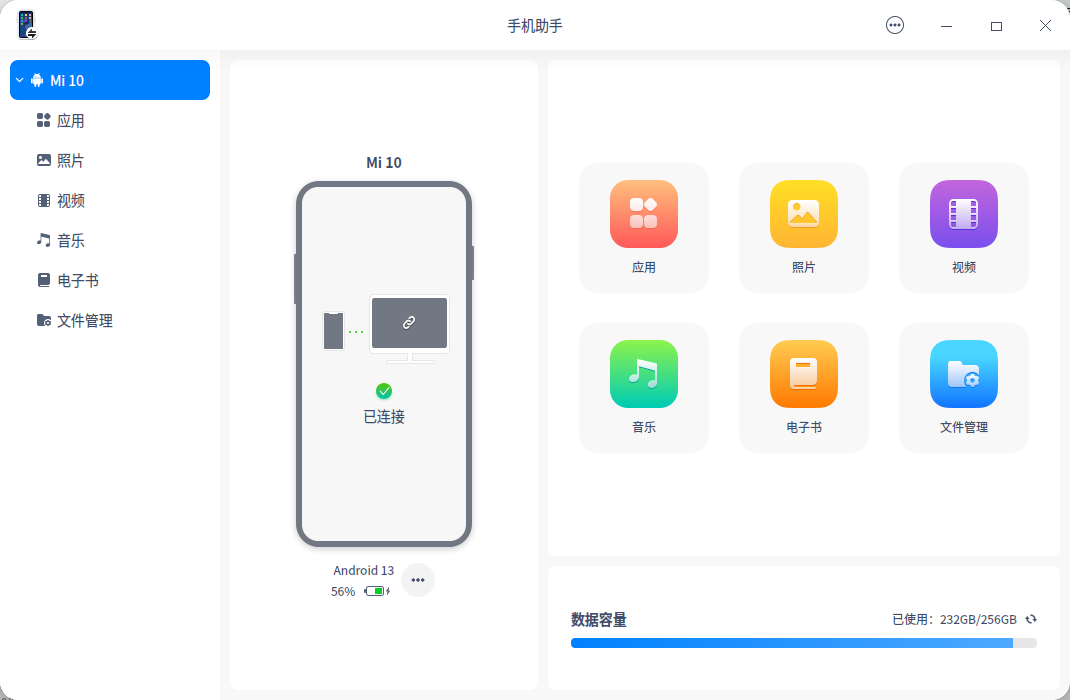 手机助手
Mi 10
应用
照片
视频
音乐
电子书
文件管理
Mi 10
已连接
Android 13
56%
应用
照片
视频
音乐
电子书
文件管理
数据容量
已使用：232GB/256GB